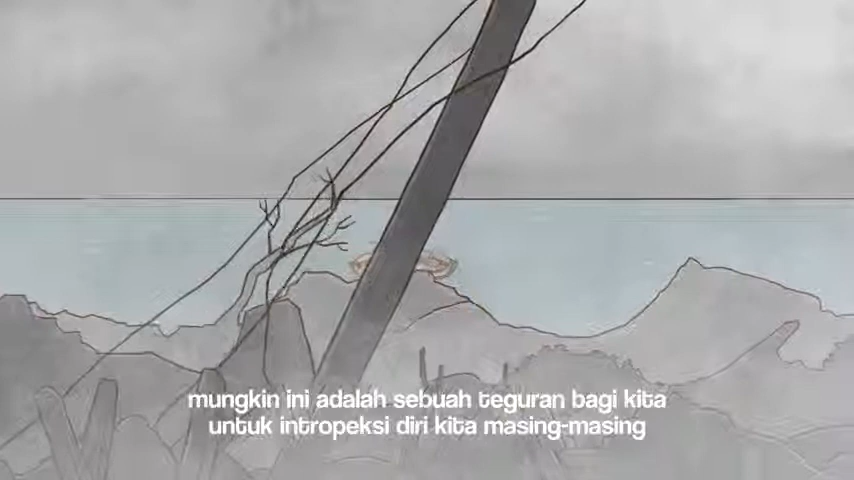 mungkin ini adalah sebuah teguran bagi kita
untuk intropeksi diri kita masing-masing